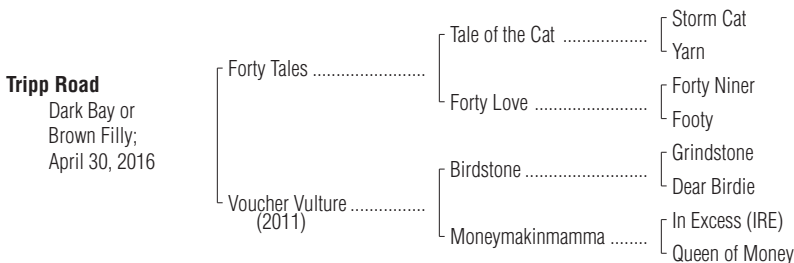 Tripp Road
Dark Bay or
Brown Filly;
April 30, 2016
Forty Tales ........................
Voucher Vulture ................
(2011)
Tale of the Cat ..................
Forty Love ........................
Birdstone ..........................
Moneymakinmamma ........
Storm Cat
Yarn
Forty Niner
Footy
Grindstone
Dear Birdie
In Excess (IRE)
Queen of Money